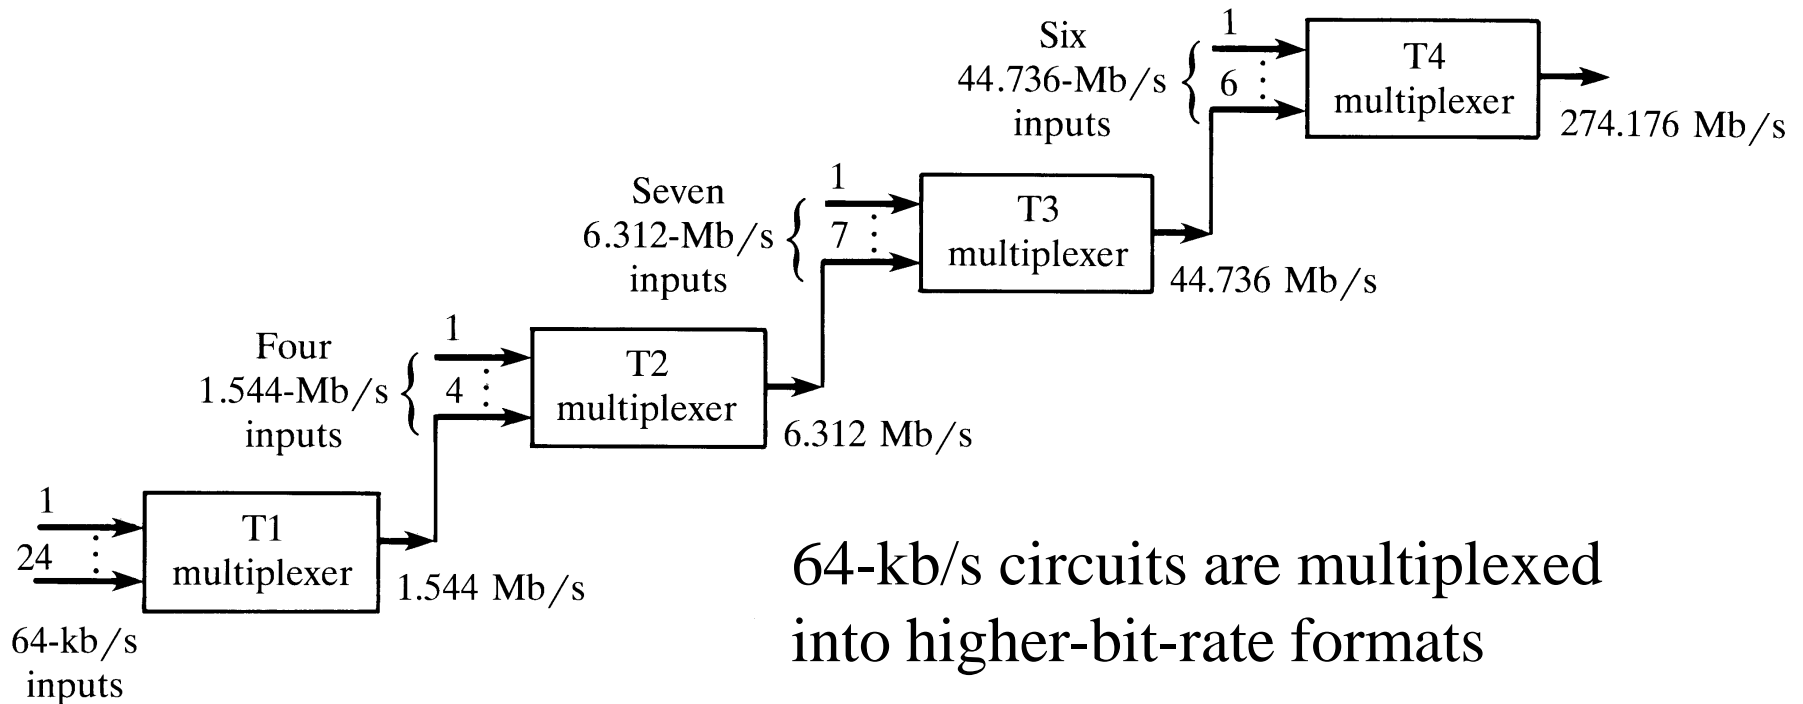 Six
44.736-Mb/s
inputs
1
6
T4
multiplexer
274.176 Mb/s
Seven
6.312-Mb/s
inputs
1
7
T3
multiplexer
44.736 Mb/s
Four
1.544-Mb/s
inputs
1
4
T2
multiplexer
6.312 Mb/s
1
24
64-kb/s
inputs
T1
multiplexer
1.544 Mb/s
64-kb/s circuits are multiplexed
into higher-bit-rate formats